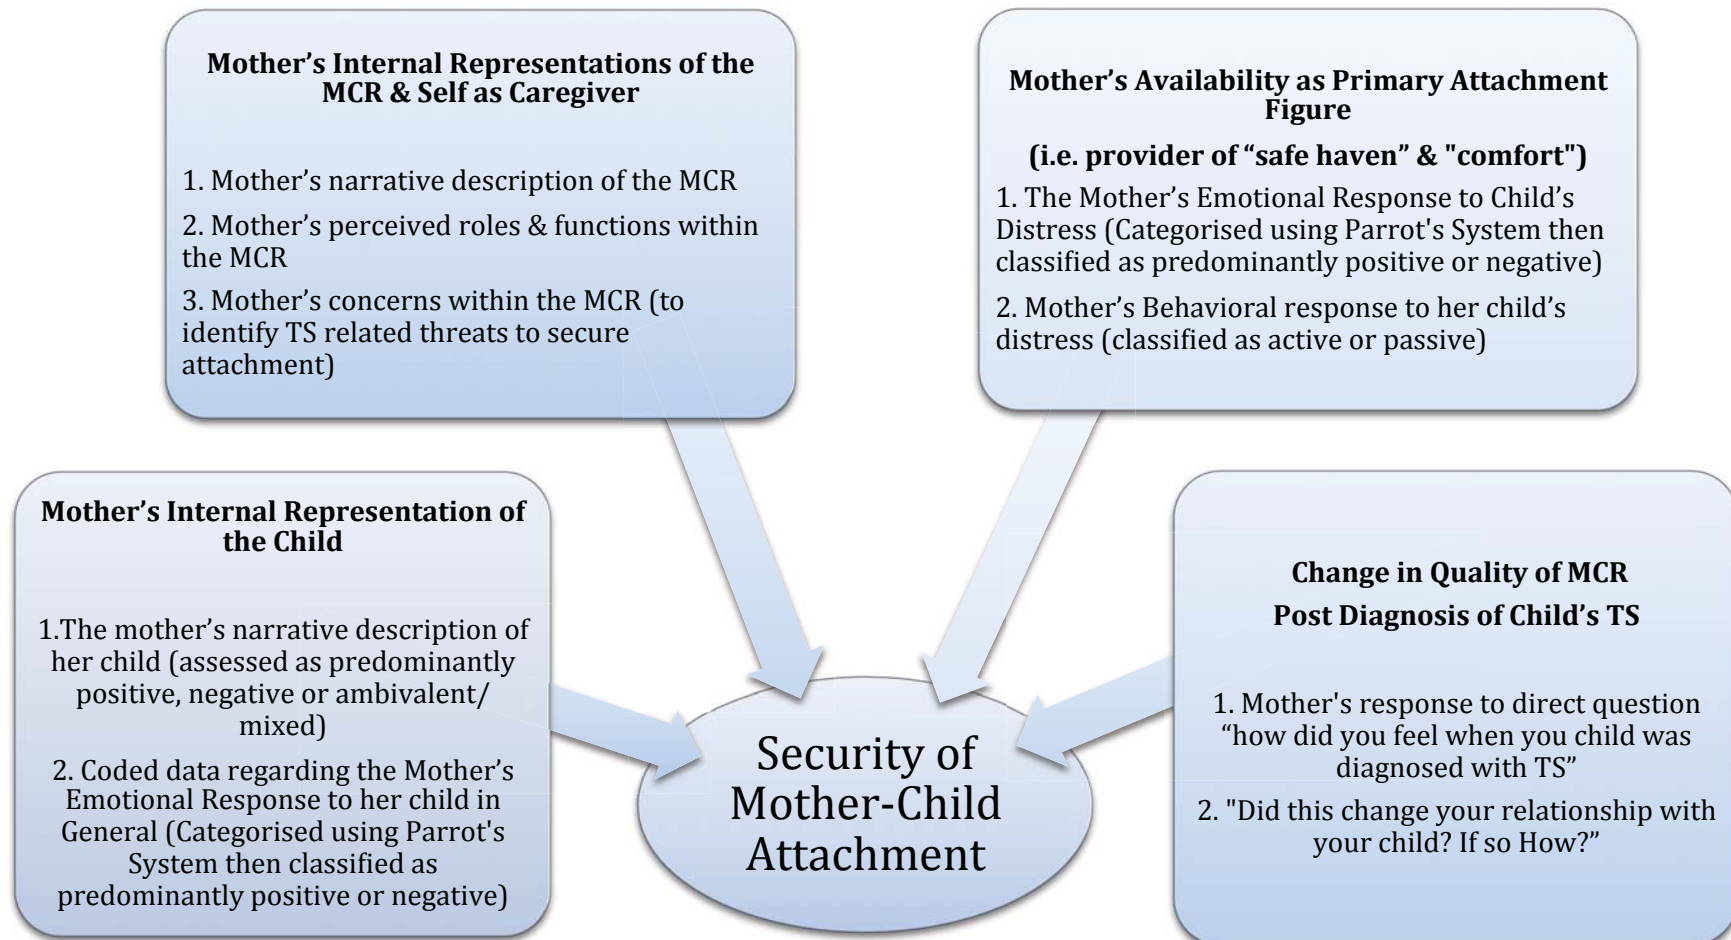 Mother’s Internal Representations of the
MCR & Self as Caregiver
1. Mother’s narrative description of the MCR
2. Mother’s perceived roles & functions within
the MCR
3. Mother’s concerns within the MCR (to
identify TS related threats to secure
attachment)
Mother’s Availability as Primary Attachment
Figure
(i.e. provider of “safe haven” & "comfort")
1. The Mother’s Emotional Response to Child’s
Distress (Categorised using Parrot's System then
classified as predominantly positive or negative)
2. Mother’s Behavioral response to her child’s
distress (classified as active or passive)
Mother’s Internal Representation of
the Child
1.The mother’s narrative description of
her child (assessed as predominantly
positive, negative or ambivalent/
mixed)
2. Coded data regarding the Mother’s
Emotional Response to her child in
General (Categorised using Parrot's
System then classified as
predominantly positive or negative)
Change in Quality of MCR
Post Diagnosis of Child’s TS
1. Mother's response to direct question
“how did you feel when you child was
diagnosed with TS”
2. "Did this change your relationship with
your child? If so How?”
Security of
Mother-Child
Attachment